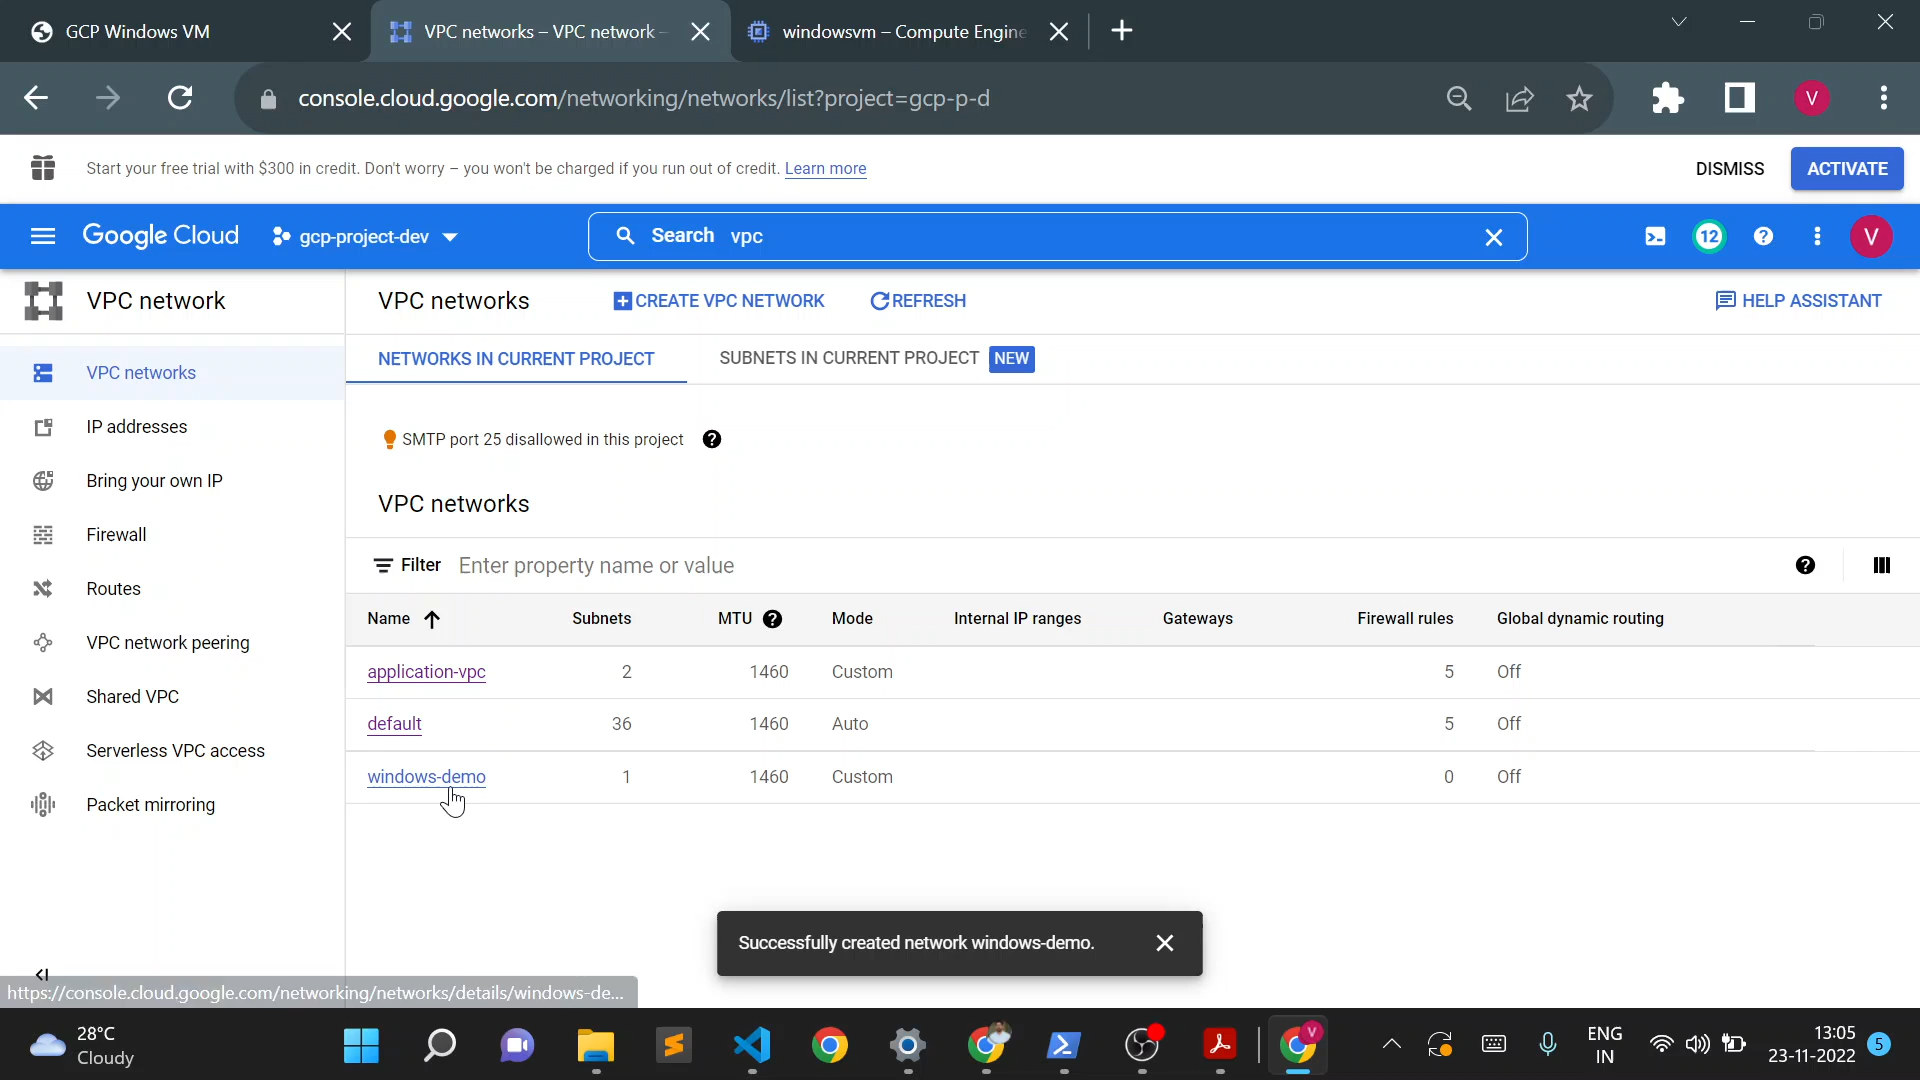 GCP Windows VM
VPC networks – VPC network –
windowsvm – Compute Engine
console.cloud.google.com/networking/networks/list?project=gcp-p-d
V
Start your free trial with $300 in credit. Don't worry – you won't be charged if you run out of credit. Learn more
DISMISS
ACTIVATE
Google Cloud
gcp-project-dev
Search vpc
12
V
VPC network
VPC networks
CREATE VPC NETWORK
REFRESH
HELP ASSISTANT
VPC networks
IP addresses
Bring your own IP
Firewall
Routes
VPC network peering
Shared VPC
Serverless VPC access
Packet mirroring
NETWORKS IN CURRENT PROJECT
SUBNETS IN CURRENT PROJECT NEW
SMTP port 25 disallowed in this project
VPC networks
Filter Enter property name or value
Name Subnets MTU Mode Internal IP ranges Gateways Firewall rules Global dynamic routing
application-vpc 2 1460 Custom 5 Off
default 36 1460 Auto 5 Off
windows-demo 1 1460 Custom 0 Off
Successfully created network windows-demo.
https://console.cloud.google.com/networking/networks/details/windows-de...
28°C
Cloudy
V
ENG
IN
13:05
23-11-2022
5